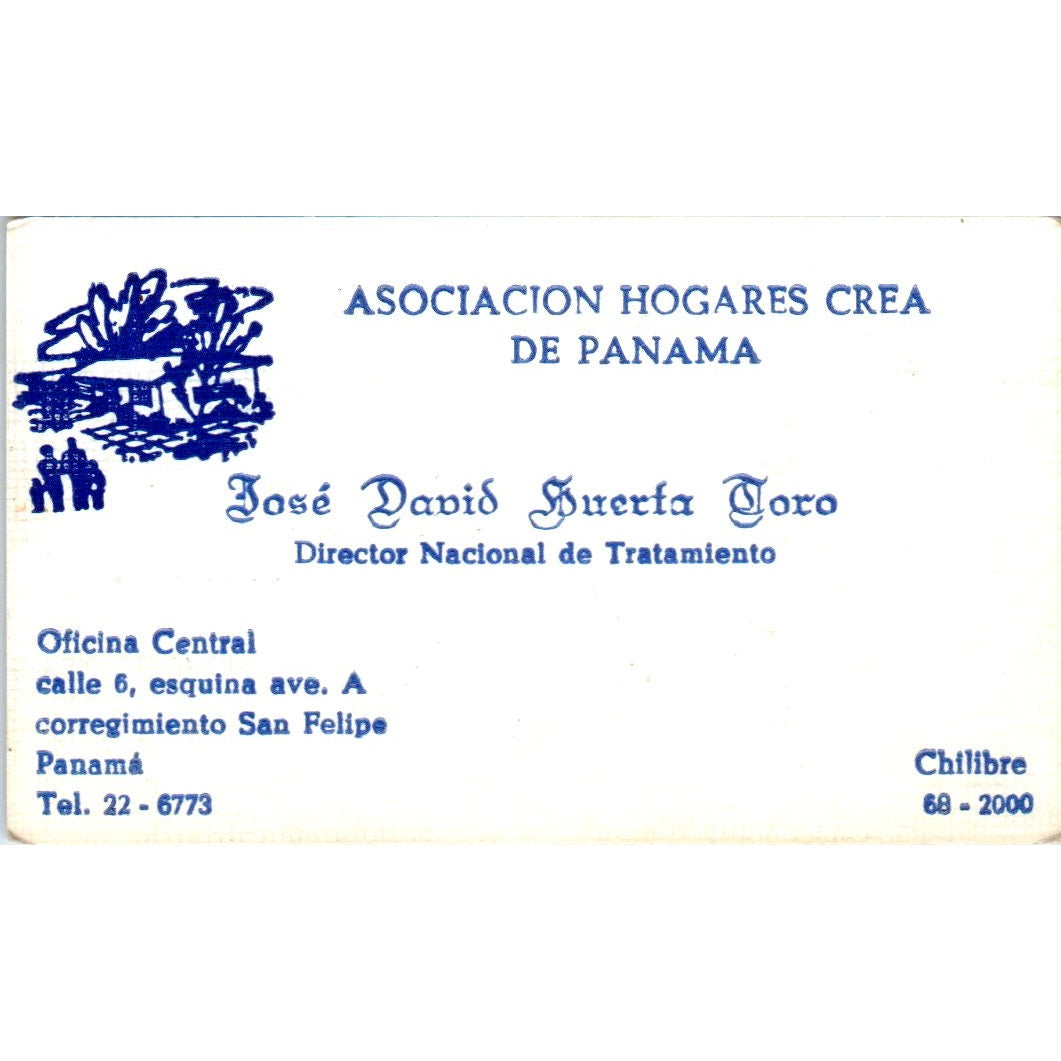 ASOCIACION HOGARES CREA
DE PANAMA
José David Huerta Toro
Director Nacional de Tratamiento
Oficina Central
calle 6, esquina ave. A
corregimiento San Felipe
Panamá
Tel. 22 - 6773
Chilibre
68 - 2000